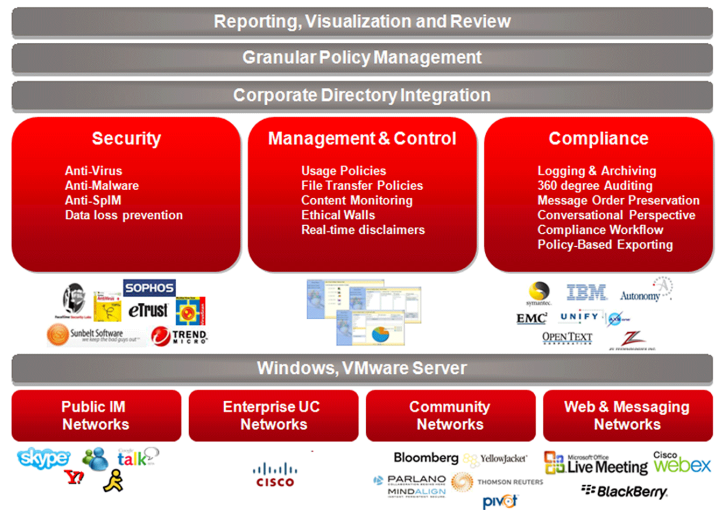 Reporting, Visualization and Review
Granular Policy Management
Corporate Directory Integration
Security
Anti-Virus
Anti-Malware
Anti-SpIM
Data loss prevention
Management & Control
Usage Policies
File Transfer Policies
Content Monitoring
Ethical Walls
Real-time disclaimers
Compliance
Logging & Archiving
360 degree Auditing
Message Order Preservation
Conversational Perspective
Compliance Workflow
Policy-Based Exporting
SOPHOS
eTrust
Sunbelt Software
TREND
MICRO
symantec.
IBM
Autonomy
EMC²
UNIFY
OPEN TEXT
CORPORATION
Windows, VMware Server
Public IM
Networks
Enterprise UC
Networks
Community
Networks
Web & Messaging
Networks
skype
Google
talk
Y!
CISCO
Bloomberg
YELLOWJACKET
PARLANO
MINDALIGN
THOMSON REUTERS
pivot
Microsoft Office
Live Meeting
Cisco
webex
BlackBerry